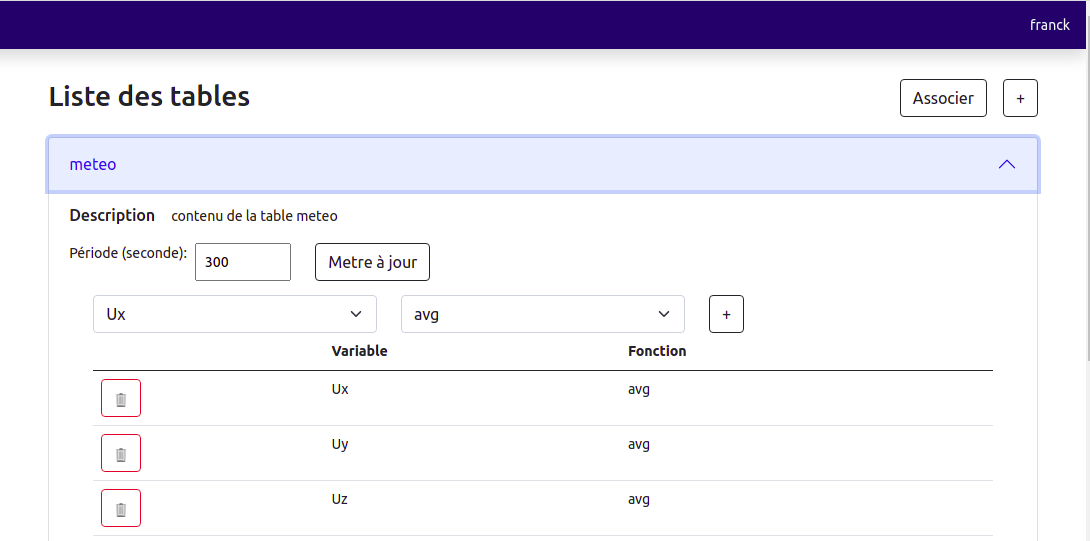 franck
Liste des tables
Associer +
meteo
Description contenu de la table meteo
Période (seconde): 300 Metre à jour
Ux avg +
Variable Fonction
Ux avg
Uy avg
Uz avg